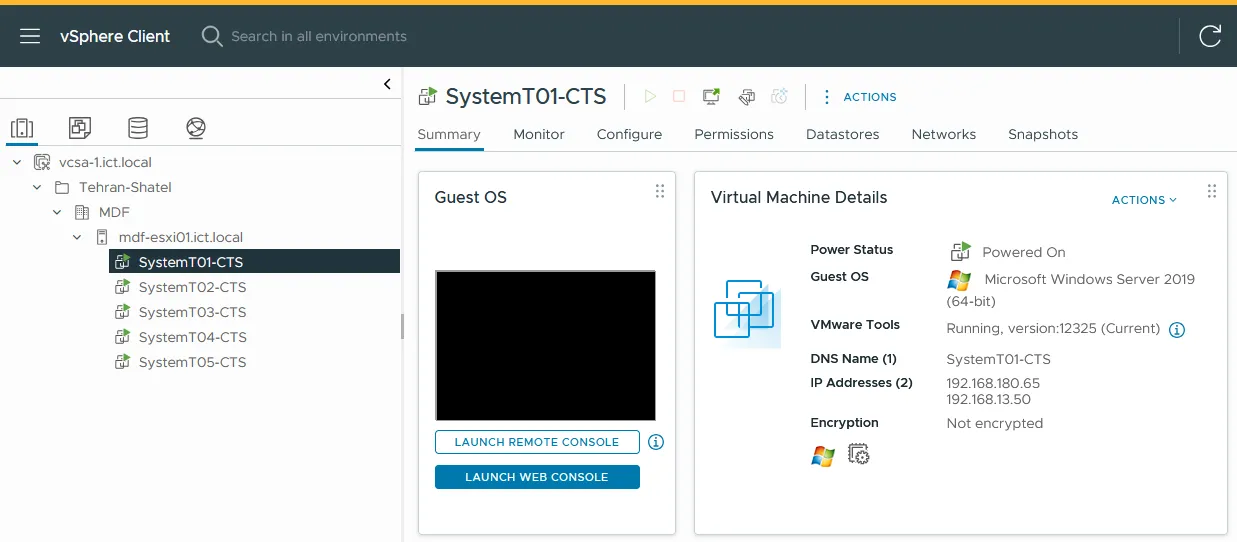 vSphere Client
Search in all environments
vcsa-1.ict.local
Tehran-Shatel
MDF
mdf-esxi01.ict.local
SystemT01-CTS
SystemT02-CTS
SystemT03-CTS
SystemT04-CTS
SystemT05-CTS
SystemT01-CTS
ACTIONS
Summary Monitor Configure Permissions Datastores Networks Snapshots
Guest OS
LAUNCH REMOTE CONSOLE
LAUNCH WEB CONSOLE
Virtual Machine Details
ACTIONS
Power Status Powered On
Guest OS Microsoft Windows Server 2019
(64-bit)
VMware Tools Running, version:12325 (Current)
DNS Name (1) SystemT01-CTS
IP Addresses (2) 192.168.180.65
192.168.13.50
Encryption Not encrypted